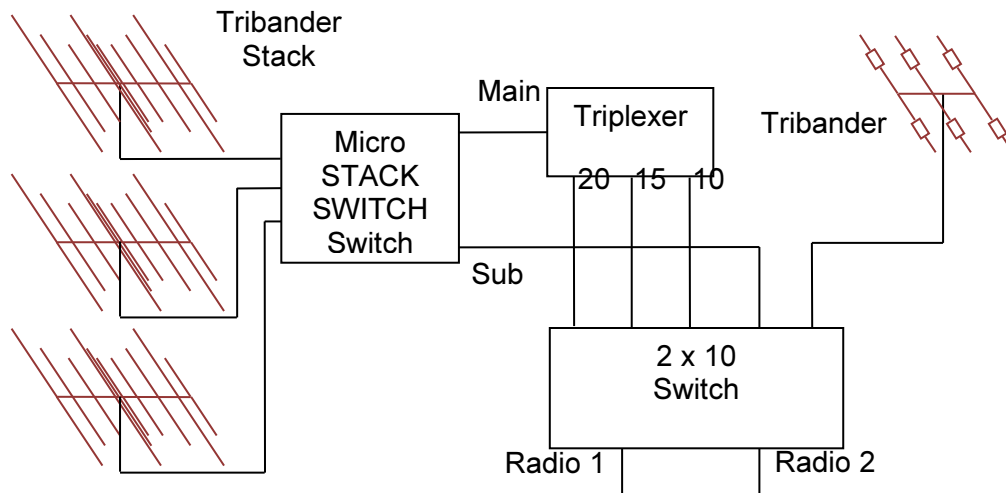 Tribander
Stack
Main
Triplexer
20 15 10
Tribander
Micro
STACK
SWITCH
Switch
Sub
2 x 10
Switch
Radio 1
Radio 2